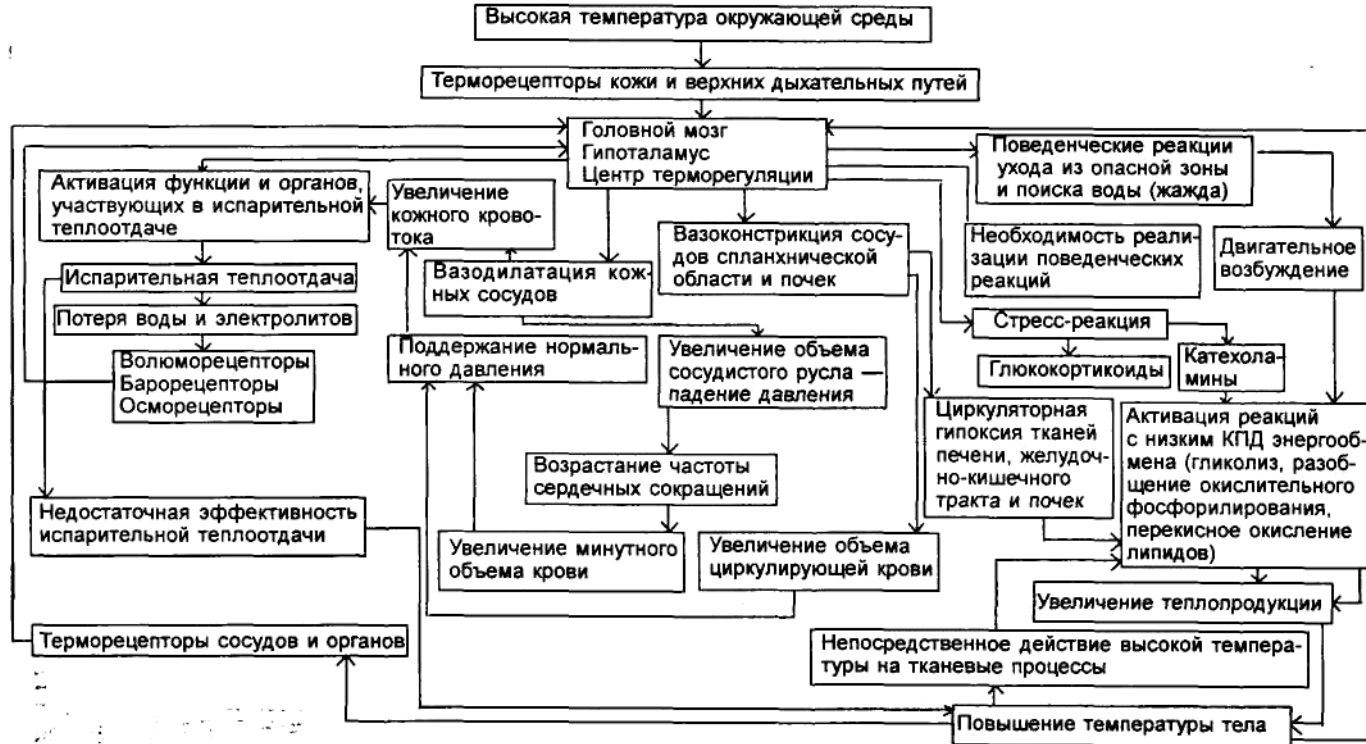 Высокая температура окружающей среды
Терморецепторы кожи и верхних дыхательных путей
Головной мозг
Гипоталамус
Центр терморегуляции
Поведенческие реакции
ухода из опасной зоны
и поиска воды (жажда)
Активация функции и органов,
участвующих в испарительной
теплоотдаче
Увеличение
кожного крово-
тока
Вазодилатация кож-
ных сосудов
Вазоконстрикция сосу-
дов спланхнической
области и почек
Необходимость реали-
зации поведенческих
реакций
Двигательное
возбуждение
Испарительная теплоотдача
Потеря воды и электролитов
Волюморецепторы
Барорецепторы
Осморецепторы
Поддержание нормаль-
ного давления
Увеличение объема
сосудистого русла —
падение давления
Стресс-реакция
Глюкокортикоиды
Катехола-
мины
Циркуляторная
гипоксия тканей
печени, желудоч-
но-кишечного
тракта и почек
Активация реакций
с низким КПД энергооб-
мена (гликолиз, разоб-
щение окислительного
фосфорилирования,
перекисное окисление
липидов)
Возрастание частоты
сердечных сокращений
Недостаточная эффективность
испарительной теплоотдачи
Увеличение минутного
объема крови
Увеличение объема
циркулирующей крови
Увеличение теплопродукции
Терморецепторы сосудов и органов
Непосредственное действие высокой темпера-
туры на тканевые процессы
Повышение температуры тела